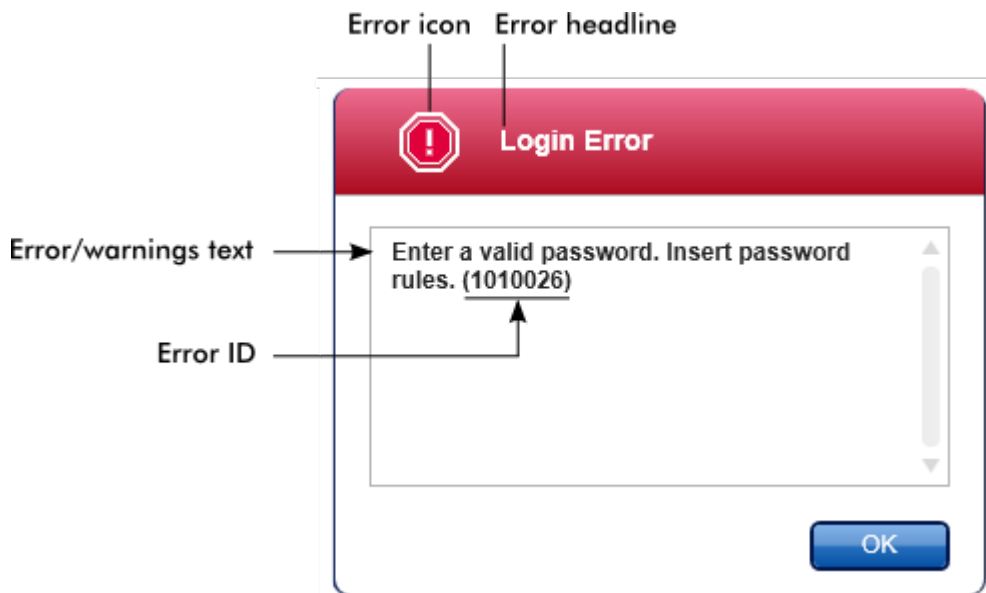 Error icon Error headline
Login Error
Error/warnings text
Enter a valid password. Insert password
rules. (1010026)
Error ID
OK